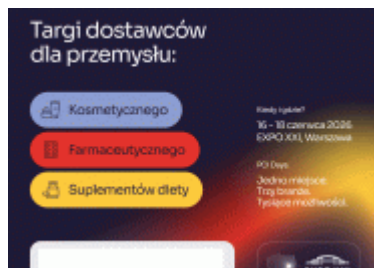 Targi dostawców
dla przemysłu:
Kosmetycznego
Farmaceutycznego
Suplementów diety
Kiedy i gdzie?
16 - 18 czerwca 2026
EXPO XXI, Warszawa
PCI Days
Jedno miejsce.
Trzy branże.
Tysiące możliwości.